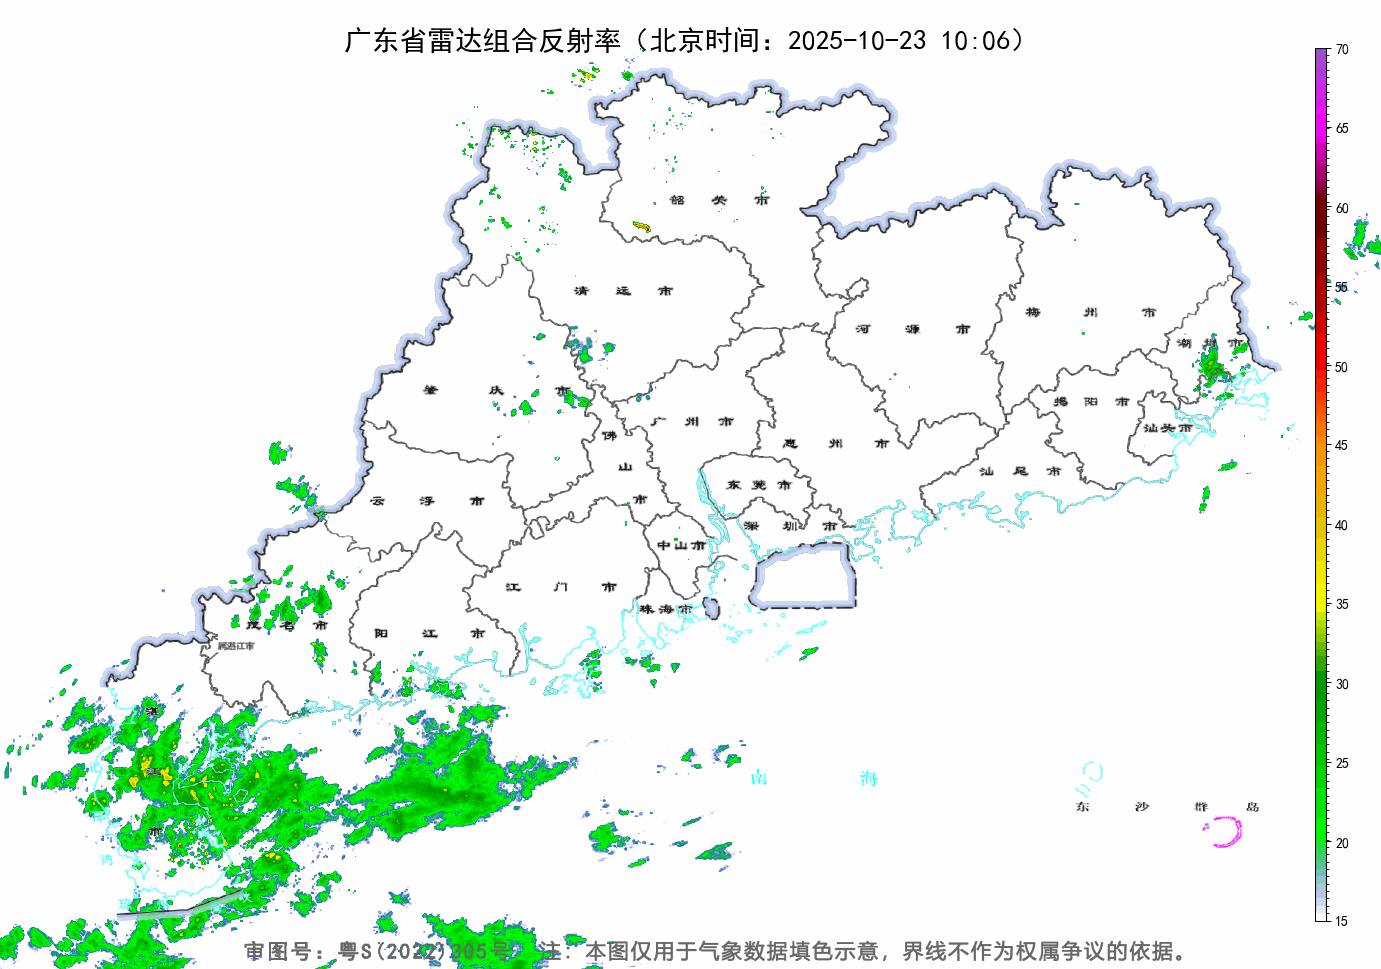 广东省雷达组合反射率（北京时间：2025-10-23 10:06）
70
65
60
55
50
45
40
35
30
25
20
15
韶关市
清远市
河源市
梅州市
潮州市
肇庆市
广州市
惠州市
揭阳市
汕头市
佛山市
云浮市
东莞市
汕尾市
深圳市
中山市
江门市
珠海市
阳江市
茂名市
属湛江市
湛江市
南海
东沙群岛
湾
审图号：粤S(2022)305号 注：本图仅用于气象数据填色示意，界线不作为权属争议的依据。